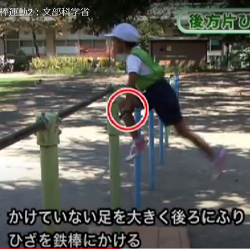 棒運動2：文部科学省
後方片ひ
かけていない足を大きく後ろにふり
ひざを鉄棒にかける